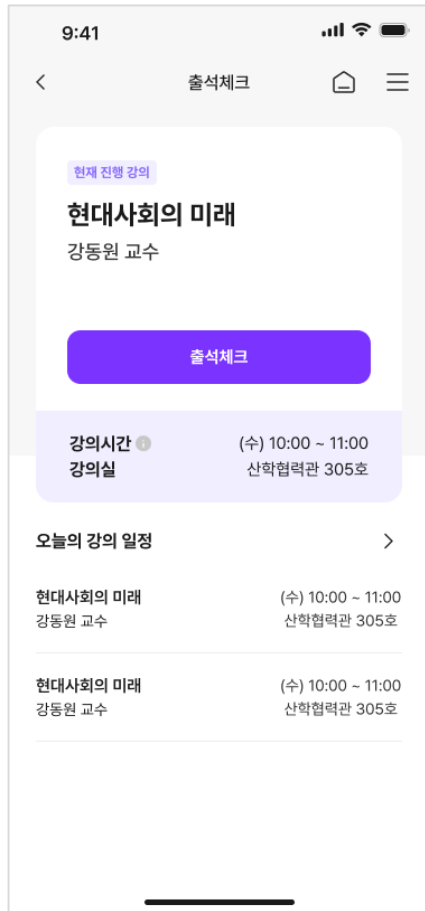 9:41
출석체크
현재 진행 강의
현대사회의 미래
강동원 교수
출석체크
강의시간 (수) 10:00 ~ 11:00
강의실 산학협력관 305호
오늘의 강의 일정
현대사회의 미래 (수) 10:00 ~ 11:00
강동원 교수 산학협력관 305호
현대사회의 미래 (수) 10:00 ~ 11:00
강동원 교수 산학협력관 305호